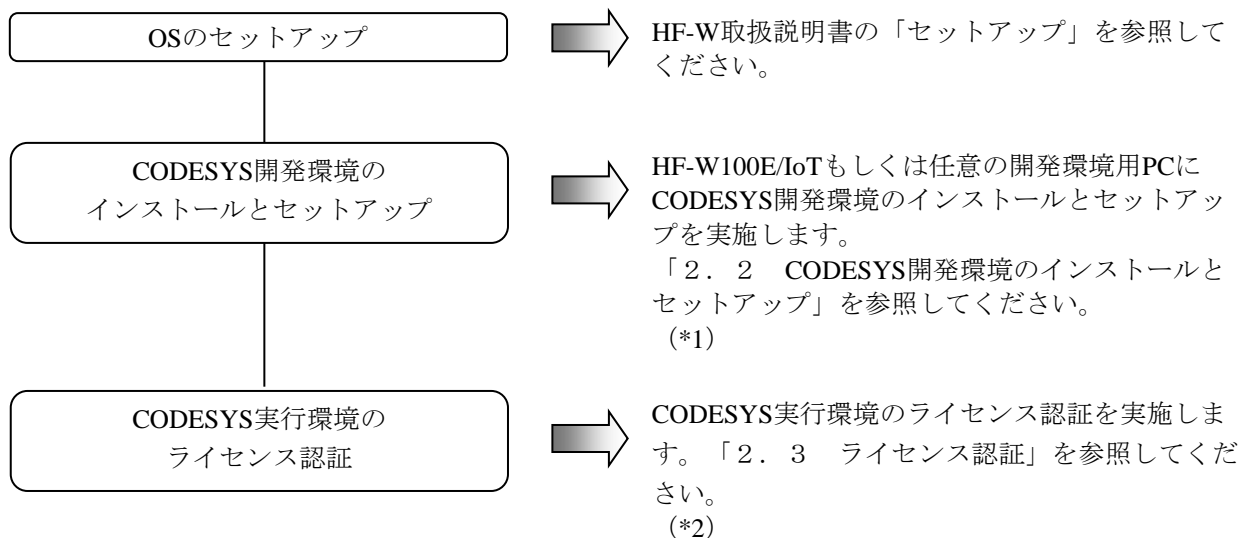 OSのセットアップ
HF-W取扱説明書の「セットアップ」を参照して
ください。
CODESYS開発環境の
インストールとセットアップ
HF-W100E/IoTもしくは任意の開発環境用PCに
CODESYS開発環境のインストールとセットアッ
プを実施します。
「２．２　CODESYS開発環境のインストールと
セットアップ」を参照してください。
（*1）
CODESYS実行環境の
ライセンス認証
CODESYS実行環境のライセンス認証を実施しま
す。「２．３　ライセンス認証」を参照してくだ
さい。
（*2）